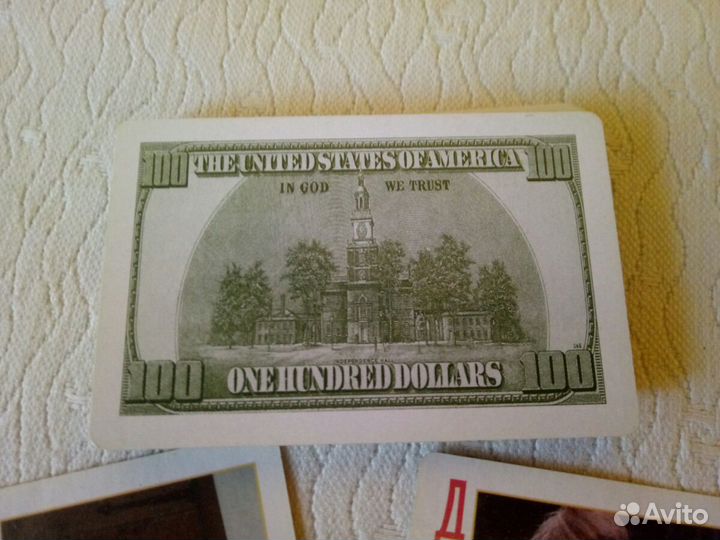 100 THE UNITED STATES OF AMERICA 100
IN GOD WE TRUST
INDEPENDENCE HALL
100 ONE HUNDRED DOLLARS 100
Д
Avito